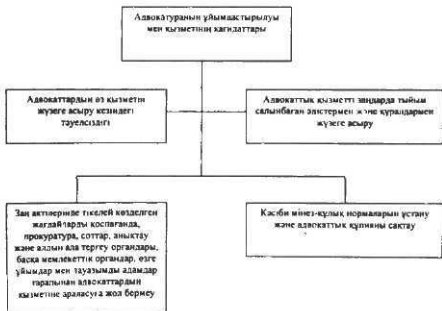 Адвокатураның ұйымдастырылуы
мен қызметінің қағидаттары
Адвокаттардың өз қызметін
жүзеге асыру кезіндегі
тәуелсіздігі
Адвокаттық қызметті заңдарда тыйым
салынбаған әдістермен және құралдармен
жүзеге асыру
Заң актілерінде тікелей көзделген
жағдайларды қоспағанда,
прокуратура, соттар, анықтау
және алдын ала тергеу органдары,
басқа мемлекеттік органдар, өзге
ұйымдар мен лауазымды адамдар
тарапынан адвокаттардың
қызметіне араласуға жол бермеу
Кәсіби мінез-құлық нормаларын ұстану
және адвокаттық құпияны сақтау